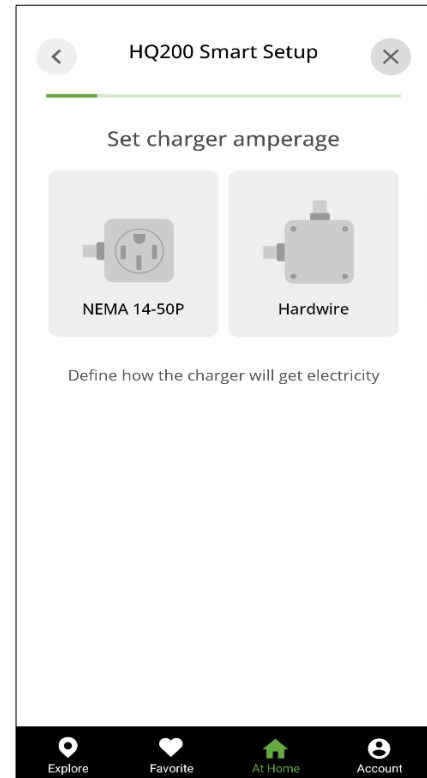 HQ200 Smart Setup
Set charger amperage
NEMA 14-50P Hardwire
Define how the charger will get electricity
Explore Favorite At Home Account